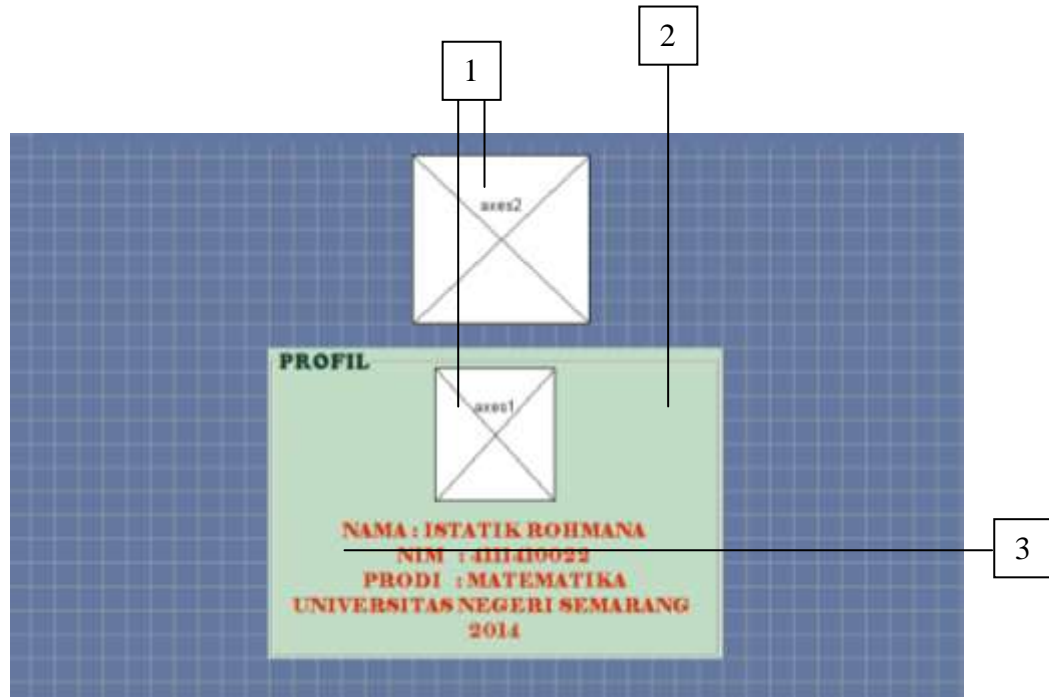 2
1
axes2
PROFIL
axes1
NAMA : ISTATIK ROHMANA
NIM : 4111410022
3
PRODI : MATEMATIKA
UNIVERSITAS NEGERI SEMARANG
2014